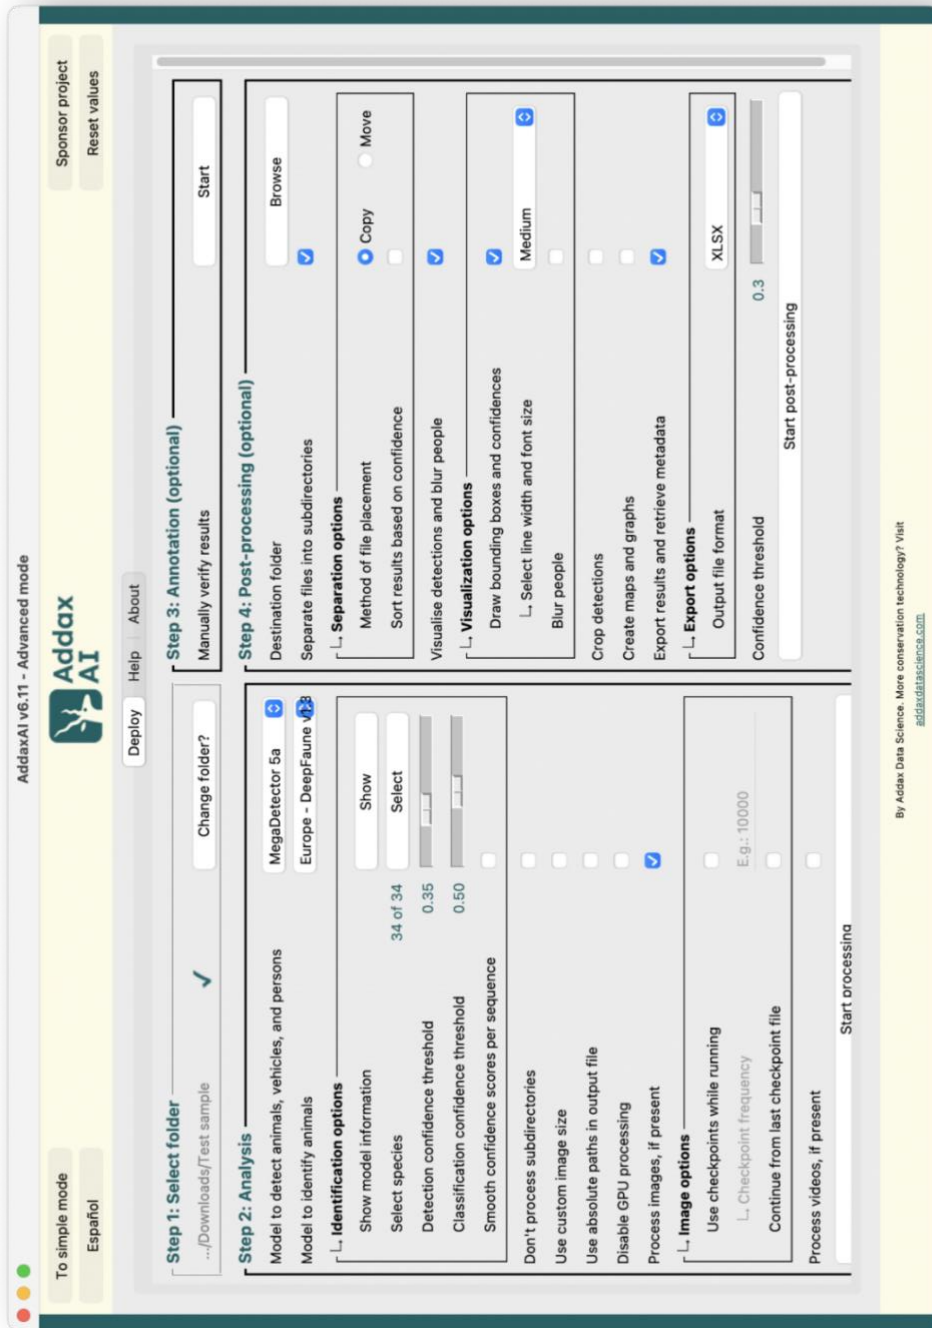 AddaxAI v6.11 - Advanced mode
To simple mode
Español
Addax
AI
Sponsor project
Reset values
Deploy Help About
Step 1: Select folder
.../Downloads/Test sample ✓ Change folder?
Step 2: Analysis
Model to detect animals, vehicles, and persons MegaDetector 5a
Model to identify animals Europe - DeepFaune v1.3
Identification options
Show model information Show
Select species 34 of 34 Select
Detection confidence threshold 0.35
Classification confidence threshold 0.50
Smooth confidence scores per sequence
Don't process subdirectories
Use custom image size
Use absolute paths in output file
Disable GPU processing
Process images, if present
Image options
Use checkpoints while running
Checkpoint frequency E.g.: 10000
Continue from last checkpoint file
Process videos, if present
Start processing
Step 3: Annotation (optional)
Manually verify results Start
Step 4: Post-processing (optional)
Destination folder Browse
Separate files into subdirectories
Separation options
Method of file placement Copy Move
Sort results based on confidence
Visualise detections and blur people
Visualization options
Draw bounding boxes and confidences
Select line width and font size Medium
Blur people
Crop detections
Create maps and graphs
Export results and retrieve metadata
Export options
Output file format XLSX
Confidence threshold 0.3
Start post-processing
By Addax Data Science. More conservation technology? Visit
addaxdatascience.com